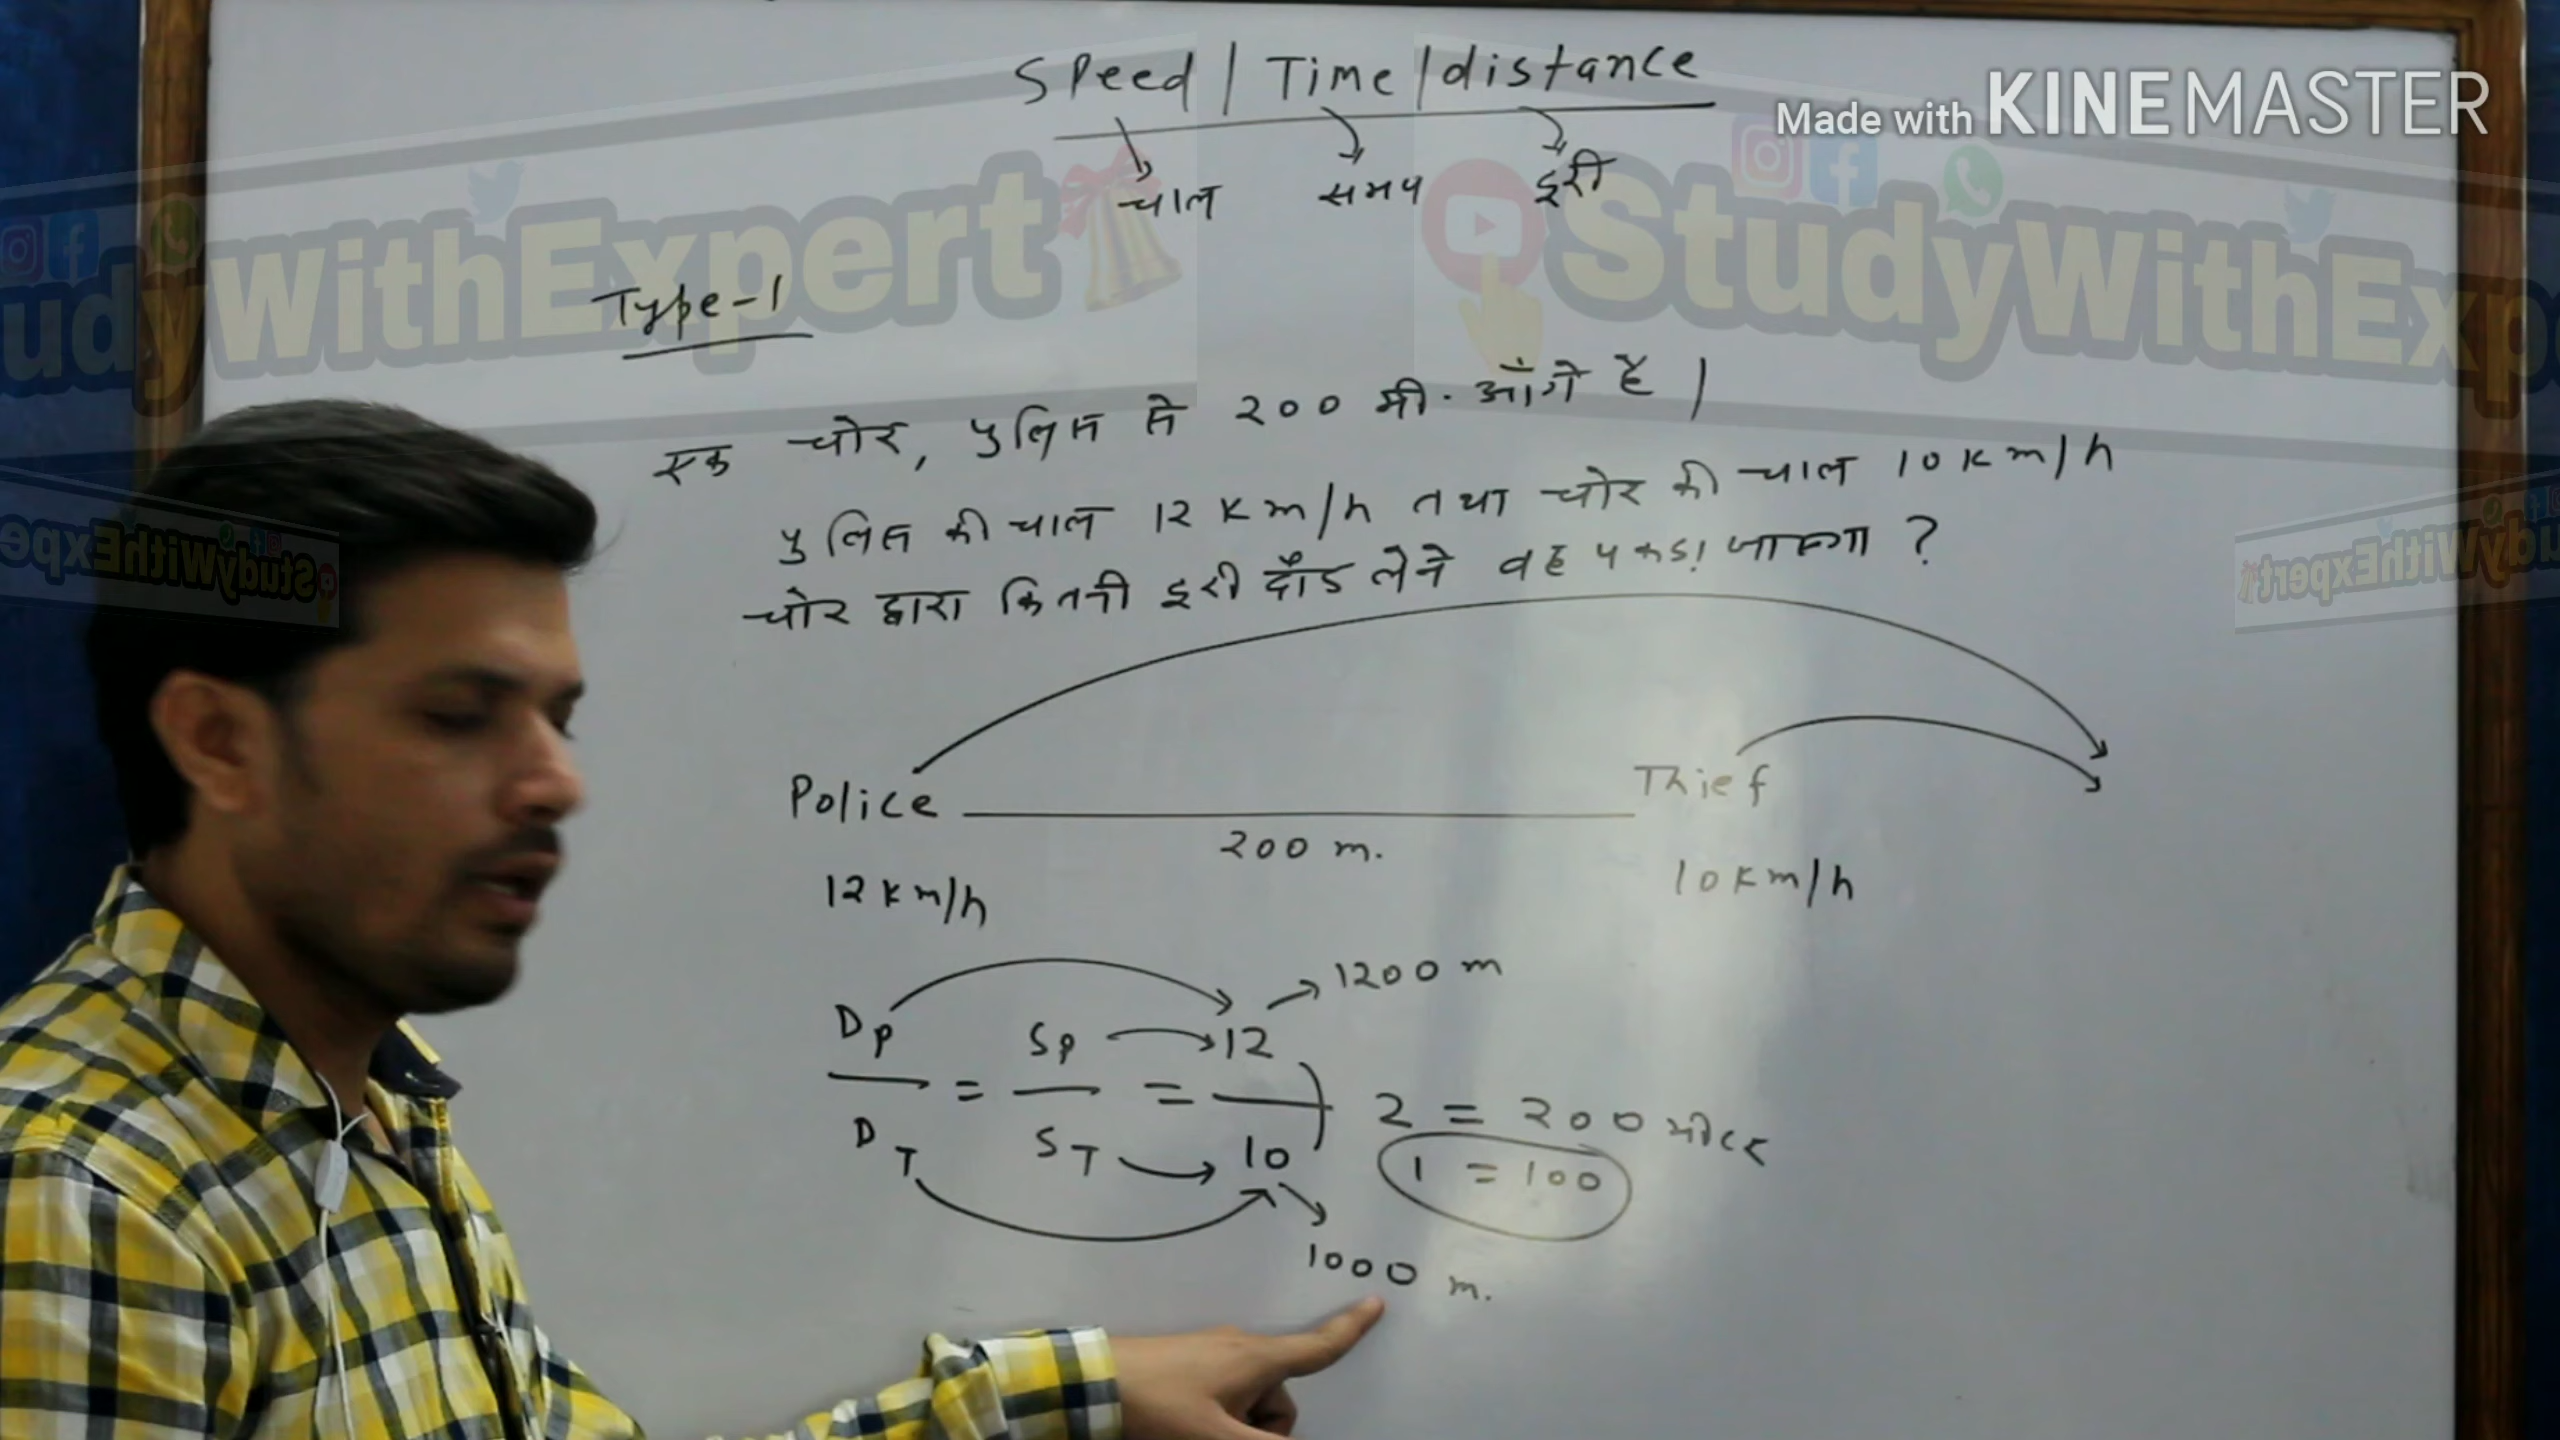 Speed / Time / distance
Made with KINEMASTER
चाल समय दूरी
StudyWithExpert
Type-1
एक चोर, पुलिस से 200 मी. आगे है |
पुलिस की चाल 12 Km/h तथा चोर की चाल 10 Km/h
चोर द्वारा कितनी दूरी दौड लेने वह पकड़ा जाएगा ?
Police
Thief
200 m.
12 Km/h
10 Km/h
1200 m
DP / DT = SP / ST = 12 / 10
2 = 200 मीटर
1 = 100
1000 m.